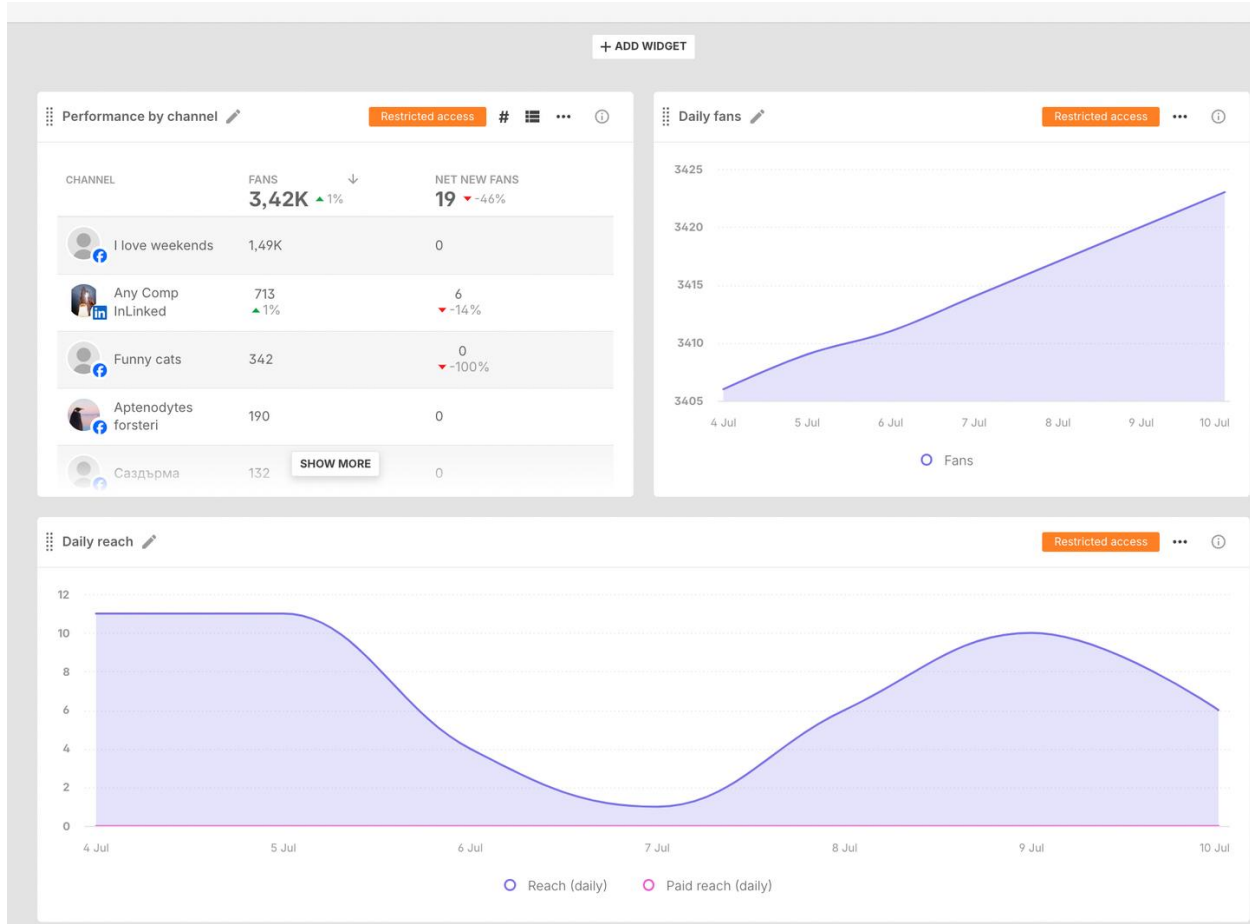 + ADD WIDGET
Performance by channel
Restricted access
#
CHANNEL
FANS
NET NEW FANS
3,42K 1%
19 -46%
I love weekends
1,49K
0
Any Comp
InLinked
713
1%
6
-14%
Funny cats
342
0
-100%
Aptenodytes
forsteri
190
0
Саздърма
132
0
SHOW MORE
Daily fans
Restricted access
3425
3420
3415
3410
3405
4 Jul
5 Jul
6 Jul
7 Jul
8 Jul
9 Jul
10 Jul
Fans
Daily reach
Restricted access
12
10
8
6
4
2
0
4 Jul
5 Jul
6 Jul
7 Jul
8 Jul
9 Jul
10 Jul
Reach (daily)
Paid reach (daily)